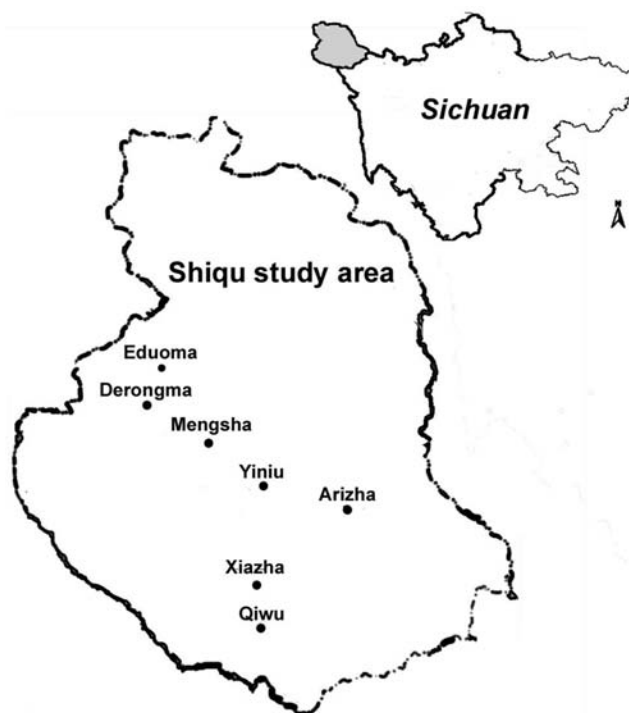 Sichuan
N
Shiqu study area
Eduoma
Derongma
Mengsha
Yiniu
Arizha
Xiazha
Qiwu